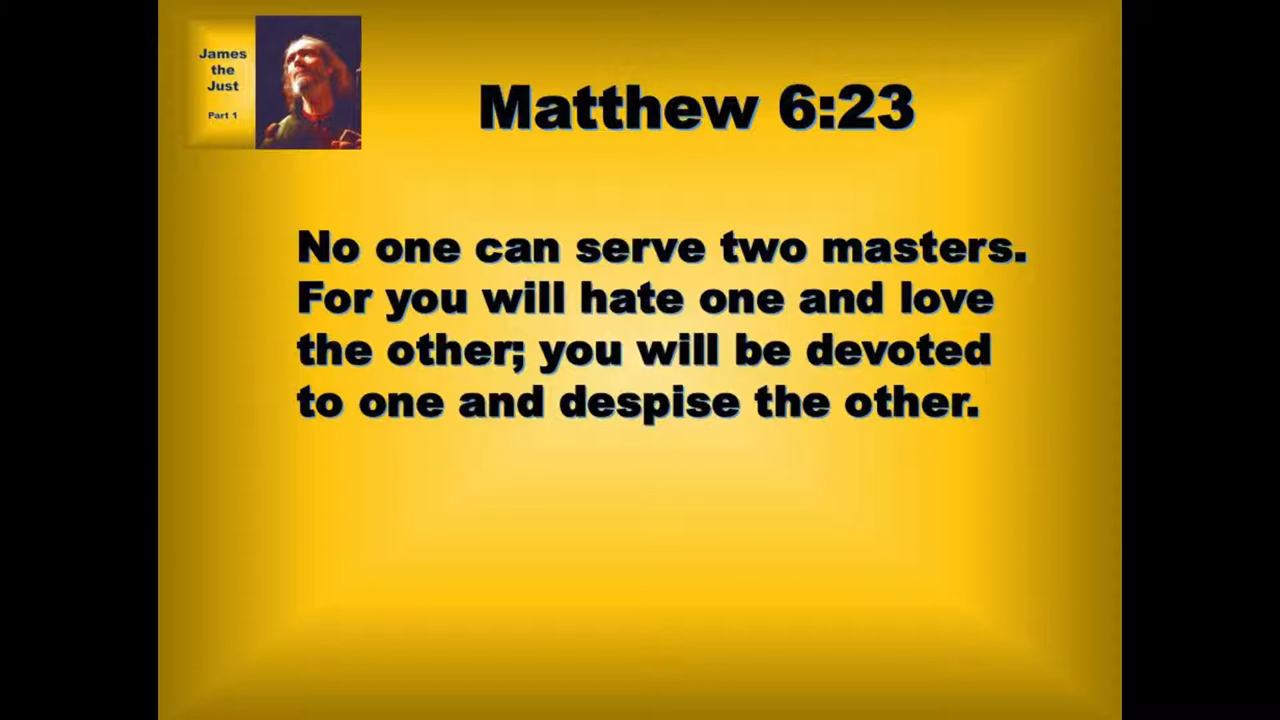 James
the
Just
Part 1
Matthew 6:23
No one can serve two masters.
For you will hate one and love
the other; you will be devoted
to one and despise the other.